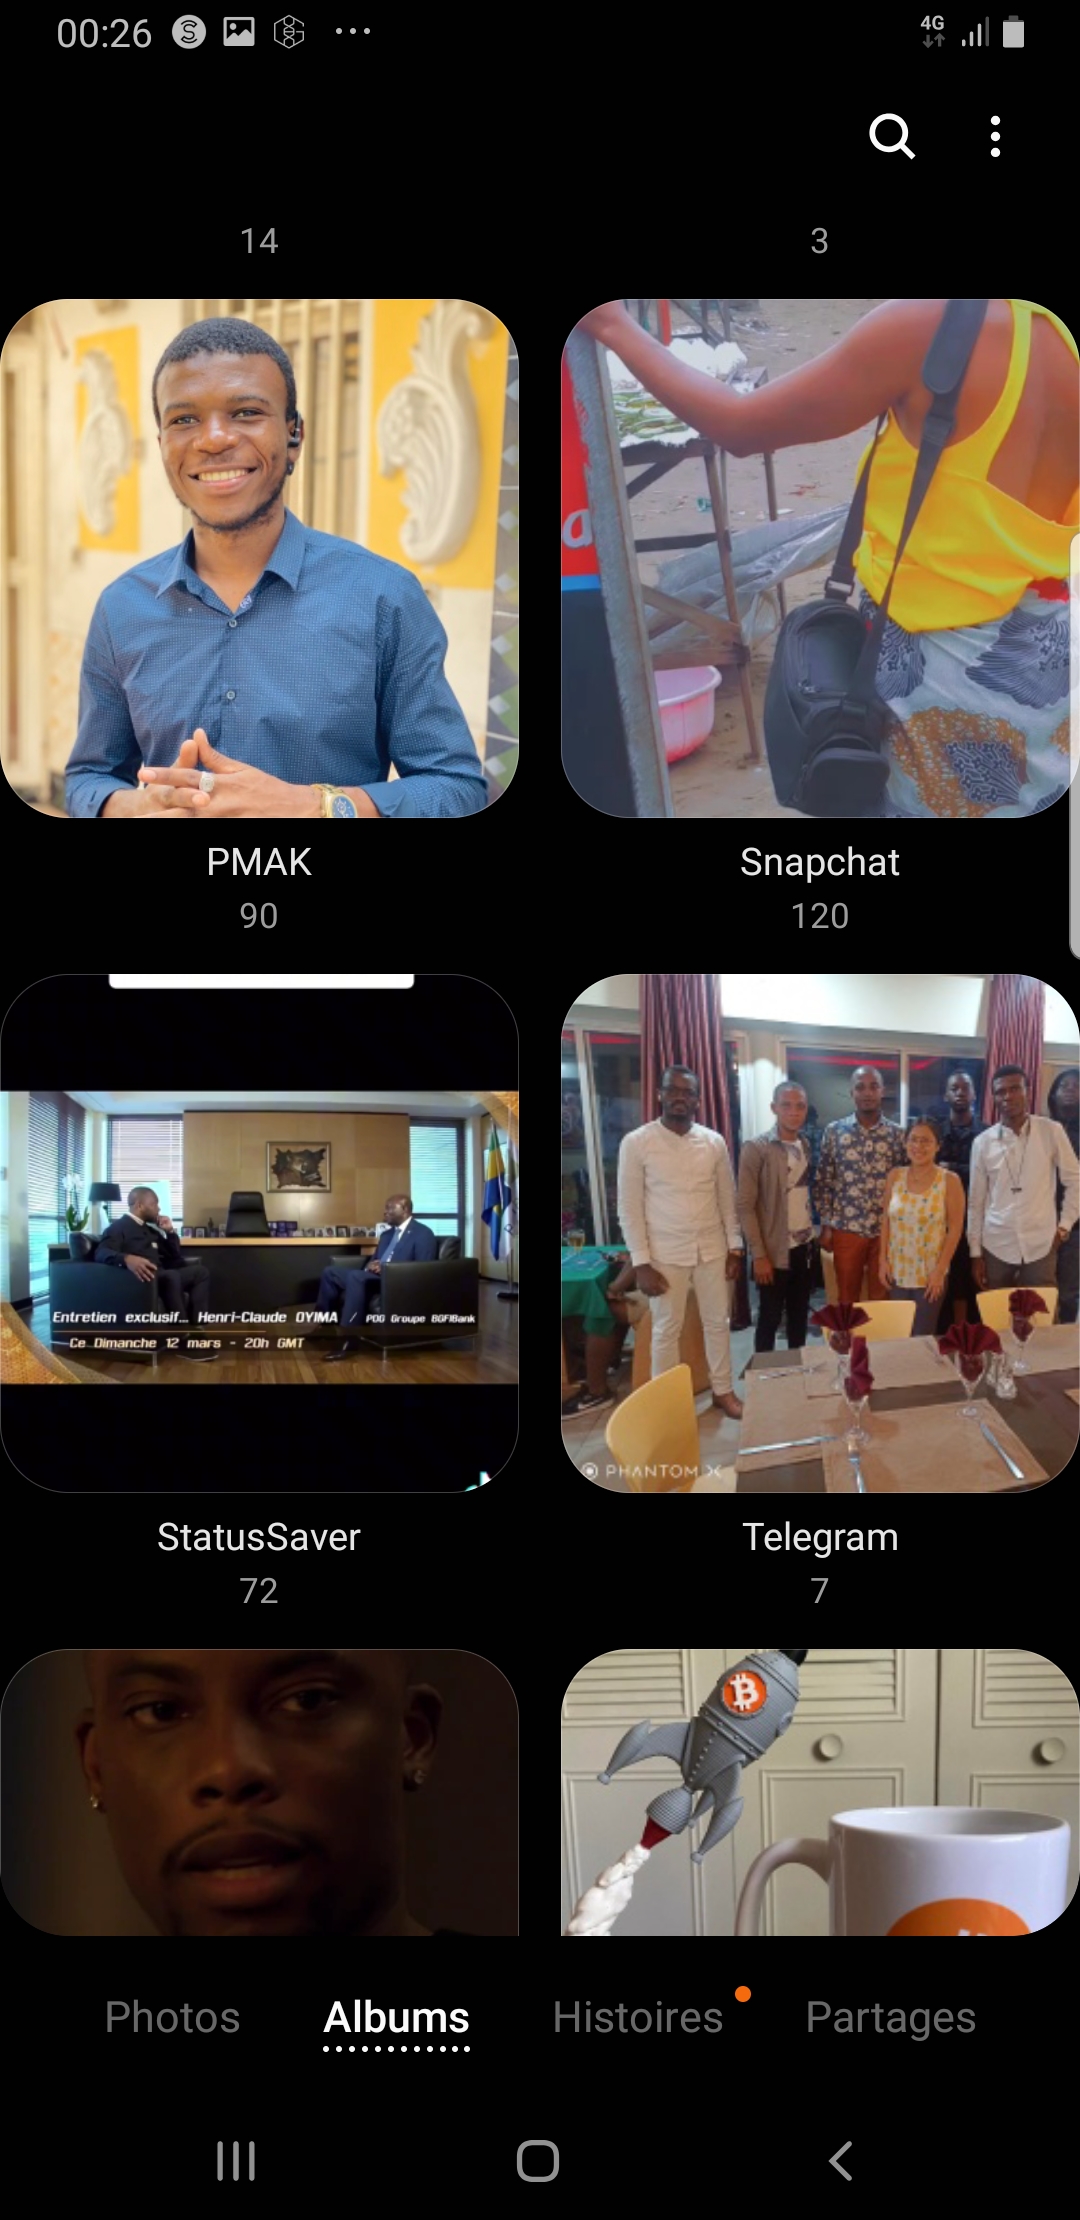 00:26
4G
14
3
a
PMAK
90
Snapchat
120
Entretien exclusif... Henri-Claude OYIMA / PDG Groupe BGFIBank
Ce Dimanche 12 mars - 20h GMT
PHANTOM X
StatusSaver
72
Telegram
7
Photos
Albums
Histoires
Partages